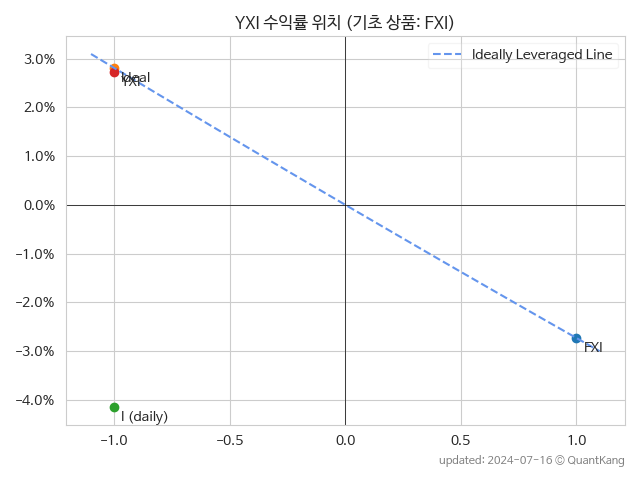 YXI 수익률 위치 (기초 상품: FXI)
Ideally Leveraged Line
3.0%
2.0%
1.0%
0.0%
−1.0%
−2.0%
−3.0%
−4.0%
Ideal
YXI
FXI
I (daily)
−1.0 −0.5 0.0 0.5 1.0
updated: 2024-07-16 © QuantKang